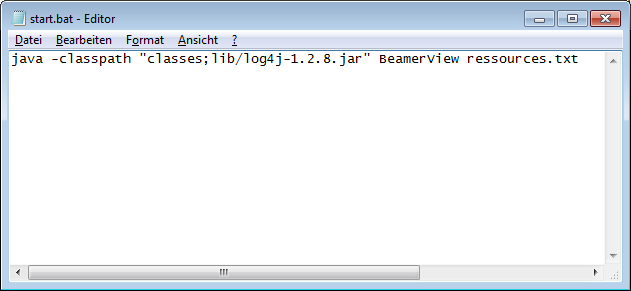 start.bat - Editor
Datei Bearbeiten Format Ansicht ?
java -classpath "classes;lib/log4j-1.2.8.jar" BeamerView ressources.txt